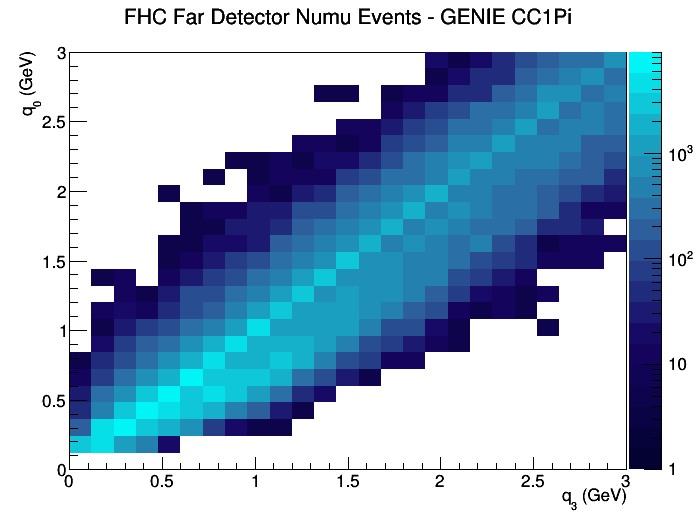 FHC Far Detector Numu Events - GENIE CC1Pi
q₀ (GeV)
3
2.5
2
1.5
1
0.5
0
0 0.5 1 1.5 2 2.5 3
q₃ (GeV)
10³
10²
10
1